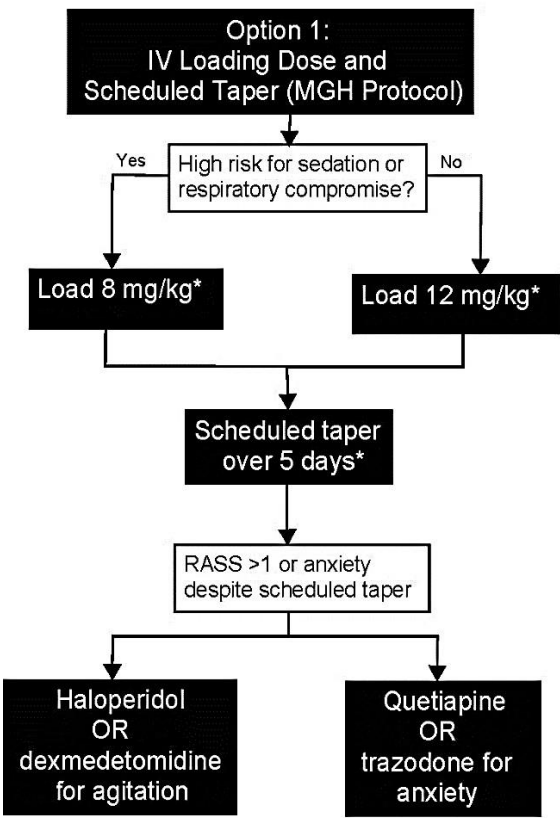 Option 1:
IV Loading Dose and
Scheduled Taper (MGH Protocol)
Yes
High risk for sedation or
respiratory compromise?
No
Load 8 mg/kg*
Load 12 mg/kg*
Scheduled taper
over 5 days*
RASS >1 or anxiety
despite scheduled taper
Haloperidol
OR
dexmedetomidine
for agitation
Quetiapine
OR
trazodone for
anxiety